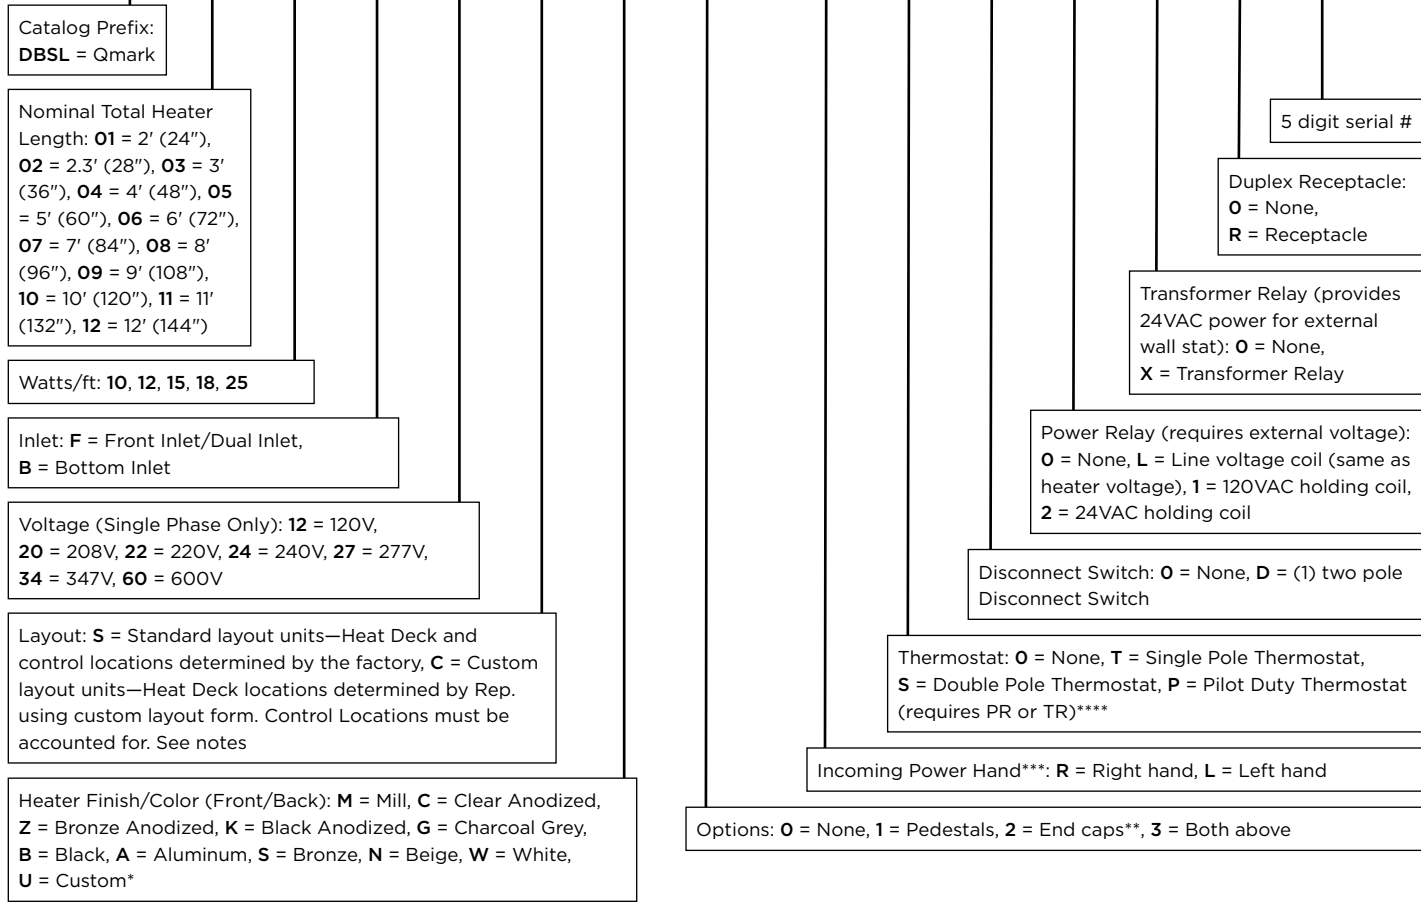 Catalog Prefix:
DBSL = Qmark
Nominal Total Heater
Length: 01 = 2' (24"),
02 = 2.3' (28"), 03 = 3'
(36"), 04 = 4' (48"), 05
= 5' (60"), 06 = 6' (72"),
07 = 7' (84"), 08 = 8'
(96"), 09 = 9' (108"),
10 = 10' (120"), 11 = 11'
(132"), 12 = 12' (144")
Watts/ft: 10, 12, 15, 18, 25
Inlet: F = Front Inlet/Dual Inlet,
B = Bottom Inlet
Voltage (Single Phase Only): 12 = 120V,
20 = 208V, 22 = 220V, 24 = 240V, 27 = 277V,
34 = 347V, 60 = 600V
Layout: S = Standard layout units—Heat Deck and
control locations determined by the factory, C = Custom
layout units—Heat Deck locations determined by Rep.
using custom layout form. Control Locations must be
accounted for. See notes
Heater Finish/Color (Front/Back): M = Mill, C = Clear Anodized,
Z = Bronze Anodized, K = Black Anodized, G = Charcoal Grey,
B = Black, A = Aluminum, S = Bronze, N = Beige, W = White,
U = Custom*
5 digit serial #
Duplex Receptacle:
0 = None,
R = Receptacle
Transformer Relay (provides
24VAC power for external
wall stat): 0 = None,
X = Transformer Relay
Power Relay (requires external voltage):
0 = None, L = Line voltage coil (same as
heater voltage), 1 = 120VAC holding coil,
2 = 24VAC holding coil
Disconnect Switch: 0 = None, D = (1) two pole
Disconnect Switch
Thermostat: 0 = None, T = Single Pole Thermostat,
S = Double Pole Thermostat, P = Pilot Duty Thermostat
(requires PR or TR)****
Incoming Power Hand***: R = Right hand, L = Left hand
Options: 0 = None, 1 = Pedestals, 2 = End caps**, 3 = Both above